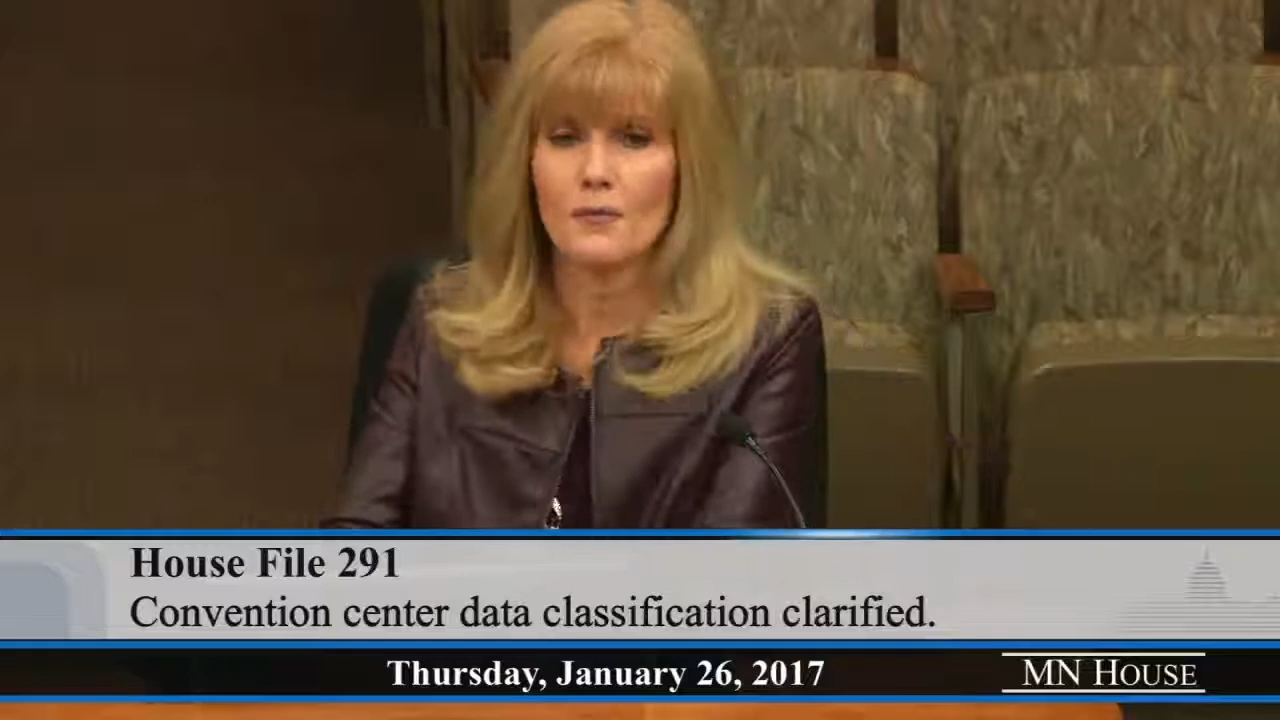 House File 291
Convention center data classification clarified.
Thursday, January 26, 2017
MN HOUSE